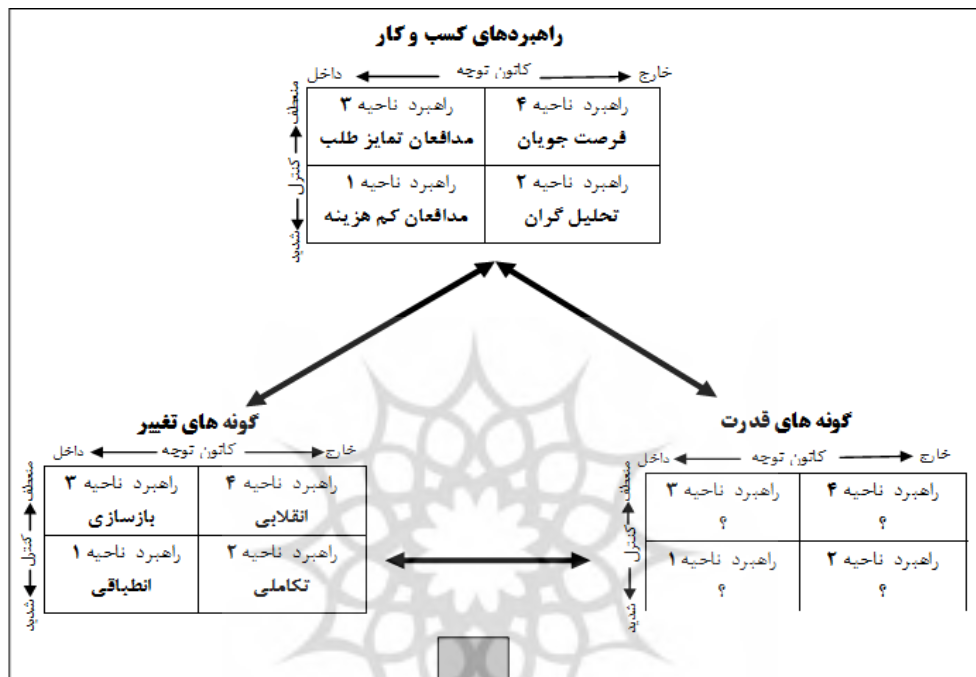 راهبردهای کسب و کار
خارج کانون توجه داخل
منعطف کنترل شدید
راهبرد ناحیه ۳ راهبرد ناحیه ۴
مدافعان تمایز طلب فرصت جویان
راهبرد ناحیه ۱ راهبرد ناحیه ۲
مدافعان کم هزینه تحلیل گران
گونه های قدرت
خارج کانون توجه داخل
منعطف کنترل شدید
راهبرد ناحیه ۳ راهبرد ناحیه ۴
؟ ؟
راهبرد ناحیه ۱ راهبرد ناحیه ۲
؟ ؟
گونه های تغییر
خارج کانون توجه داخل
منعطف کنترل شدید
راهبرد ناحیه ۳ راهبرد ناحیه ۴
بازسازی انقلابی
راهبرد ناحیه ۱ راهبرد ناحیه ۲
انطباقی تکاملی